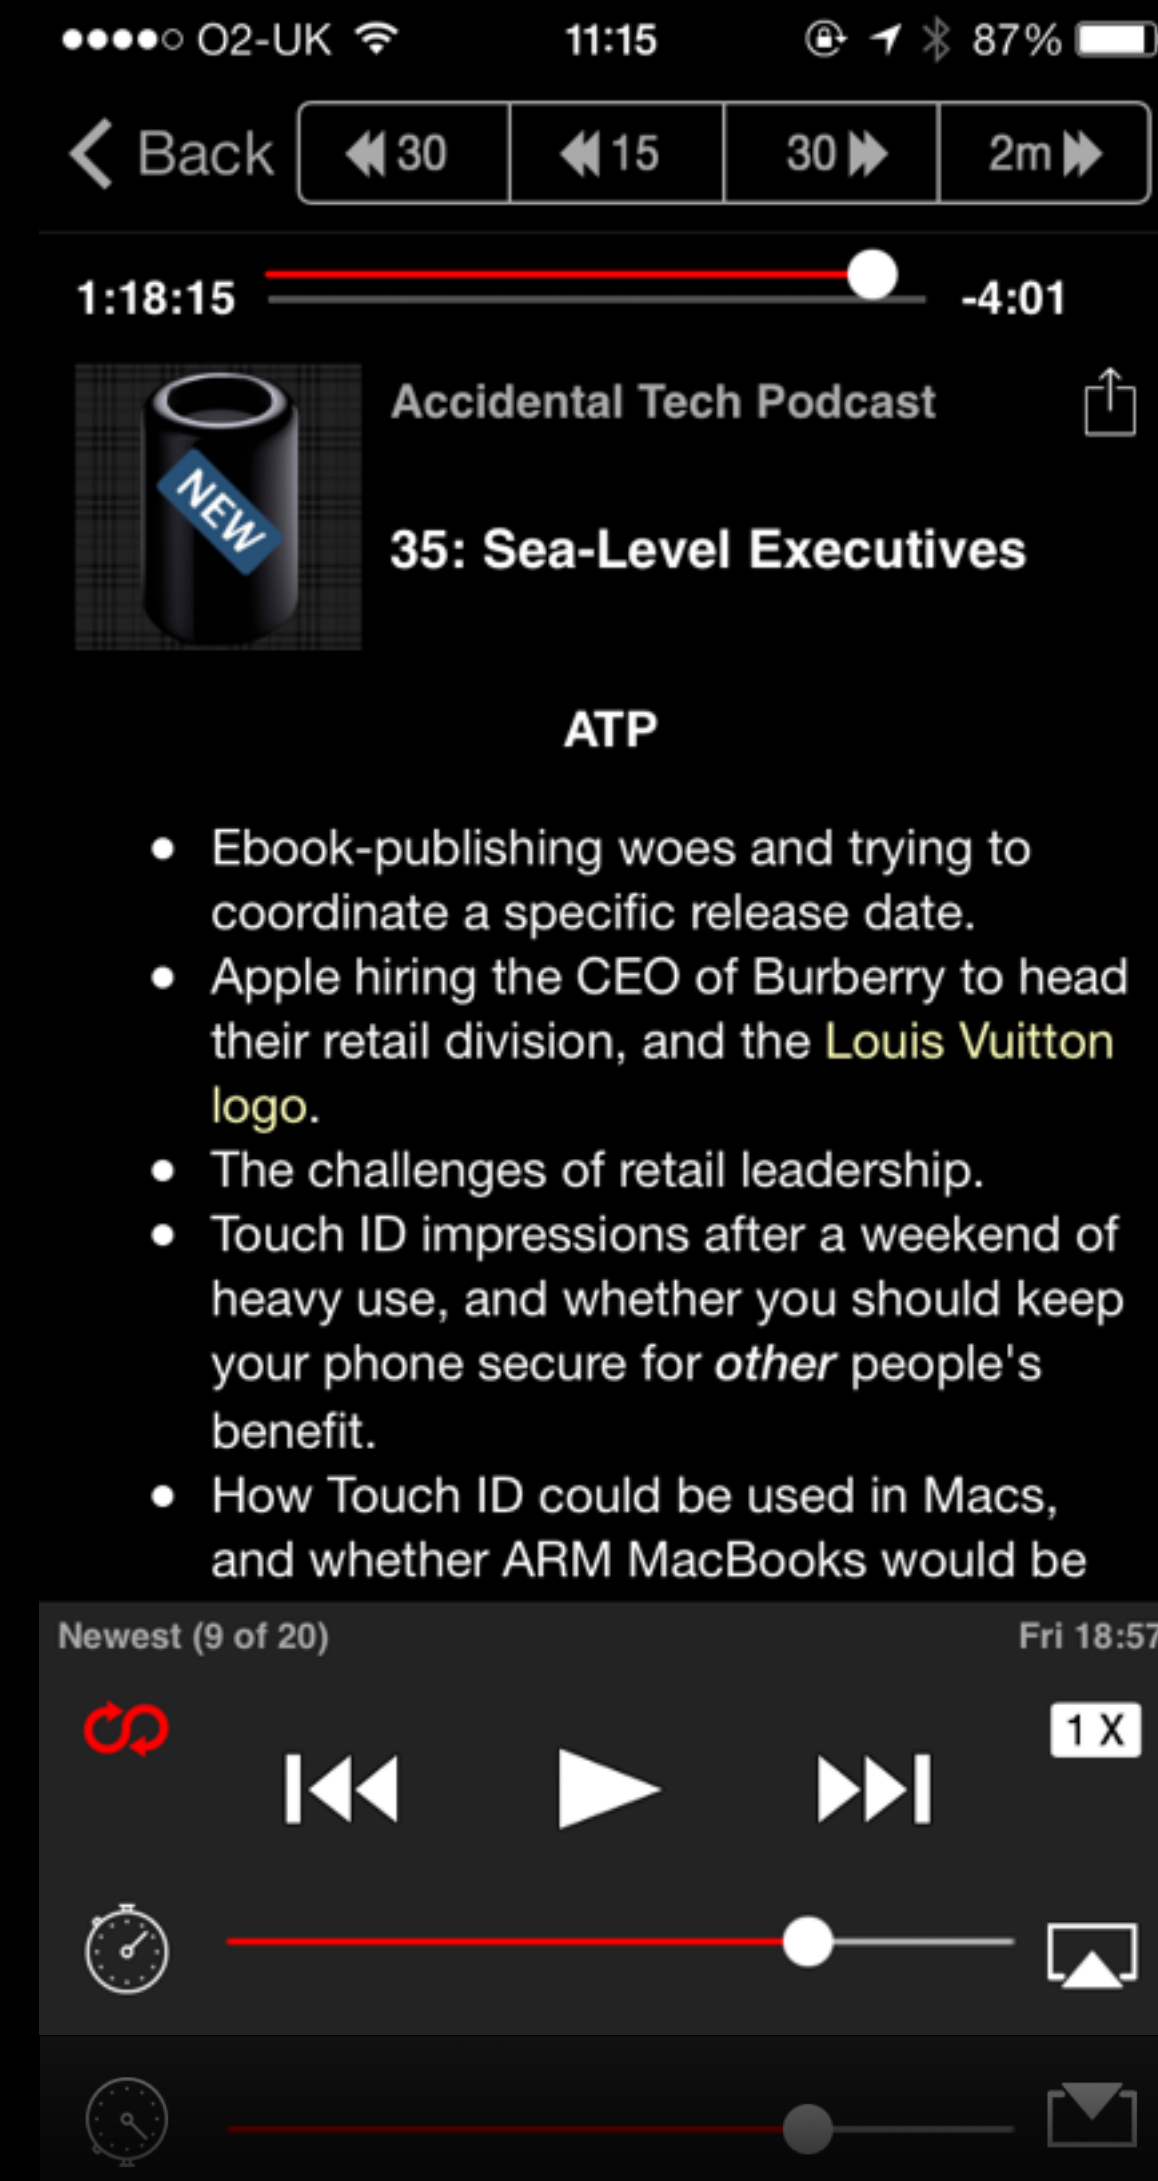 O2-UK 11:15 87%
Back 30 15 30 2m
1:18:15 -4:01
Accidental Tech Podcast
NEW
35: Sea-Level Executives
ATP
• Ebook-publishing woes and trying to
coordinate a specific release date.
• Apple hiring the CEO of Burberry to head
their retail division, and the Louis Vuitton
logo.
• The challenges of retail leadership.
• Touch ID impressions after a weekend of
heavy use, and whether you should keep
your phone secure for other people's
benefit.
• How Touch ID could be used in Macs,
and whether ARM MacBooks would be
Newest (9 of 20) Fri 18:57
1 X